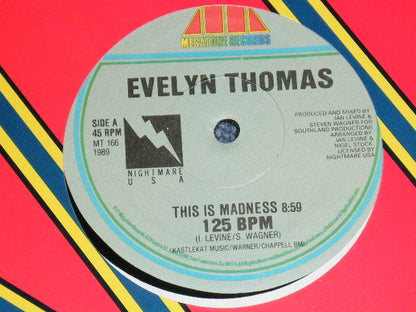 MEGATONE RECORDS
EVELYN THOMAS
SIDE A
45 RPM
MT 166
1989
PRODUCED AND MIXED BY
IAN LEVINE &
STEVEN WAGNER FOR
SOUTHLAND PRODUCTIONS
ARRANGED BY
IAN LEVINE &
NIGEL STOCK.
LICENSED BY
NIGHTMARE USA
NIGHTMARE
USA
THIS IS MADNESS 8:59
125 BPM
(I. LEVINE/S. WAGNER)
KASTLEKAT MUSIC/WARNER/CHAPPELL BMI